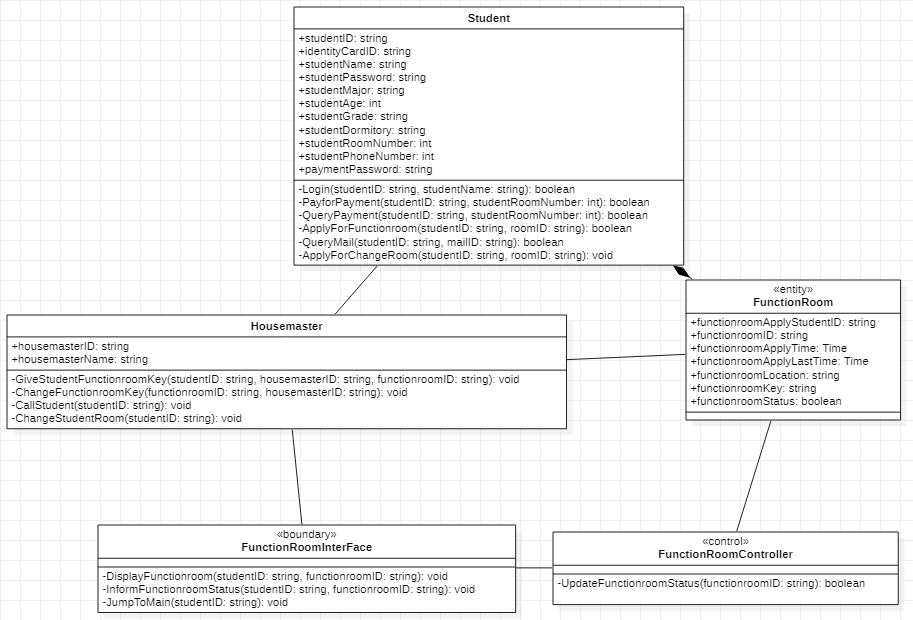 Student
+studentID: string
+identityCardID: string
+studentName: string
+studentPassword: string
+studentMajor: string
+studentAge: int
+studentGrade: string
+studentDormitory: string
+studentRoomNumber: int
+studentPhoneNumber: int
+paymentPassword: string
-Login(studentID: string, studentName: string): boolean
-PayforPayment(studentID: string, studentRoomNumber: int): boolean
-QueryPayment(studentID: string, studentRoomNumber: int): boolean
-ApplyForFunctionroom(studentID: string, roomID: string): boolean
-QueryMail(studentID: string, mailID: string): boolean
-ApplyForChangeRoom(studentID: string, roomID: string): void
«entity»
FunctionRoom
+functionroomApplyStudentID: string
+functionroomID: string
+functionroomApplyTime: Time
+functionroomApplyLastTime: Time
+functionroomLocation: string
+functionroomKey: string
+functionroomStatus: boolean
Housemaster
+housemasterID: string
+housemasterName: string
-GiveStudentFunctionroomKey(studentID: string, housemasterID: string, functionroomID: string): void
-ChangeFunctionroomKey(functionroomID: string, housemasterID: string): void
-CallStudent(studentID: string): void
-ChangeStudentRoom(studentID: string): void
«boundary»
FunctionRoomInterFace
-DisplayFunctionroom(studentID: string, functionroomID: string): void
-InformFunctionroomStatus(studentID: string, functionroomID: string): void
-JumpToMain(studentID: string): void
«control»
FunctionRoomController
-UpdateFunctionroomStatus(functionroomID: string): boolean